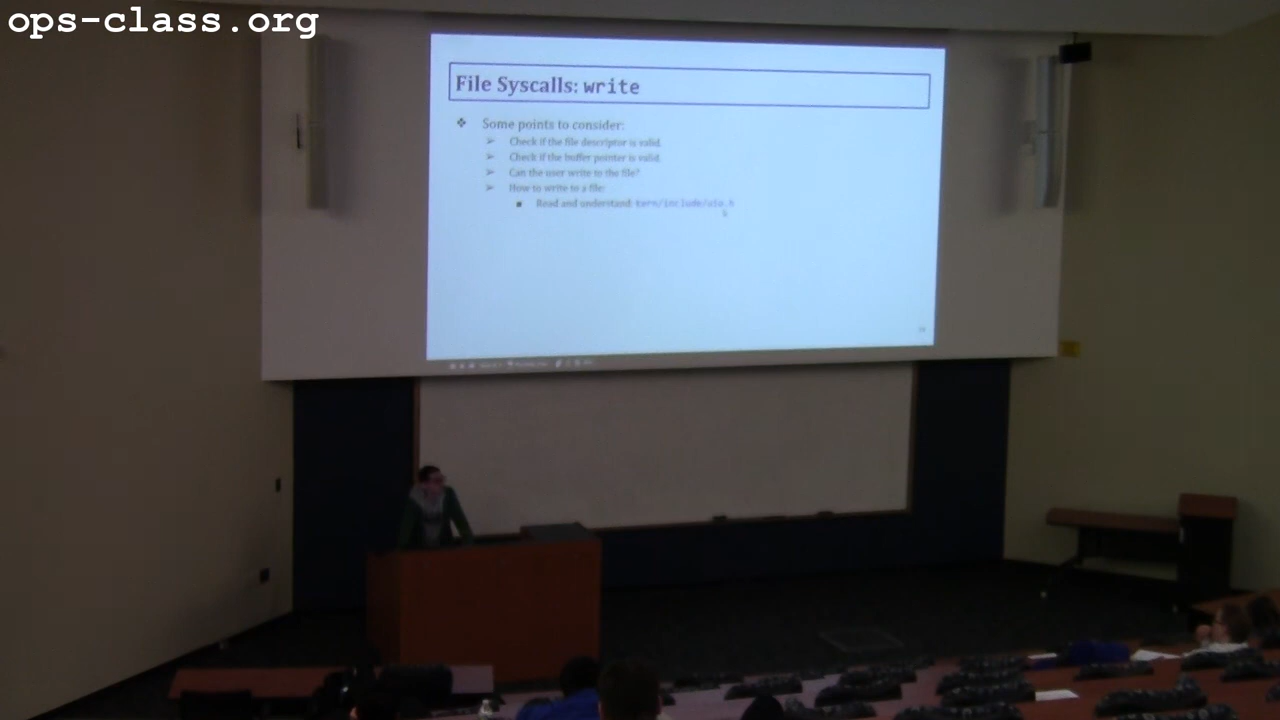 ops-class.org
File Syscalls: write
Some points to consider:
Check if the file descriptor is valid.
Check if the buffer pointer is valid.
Can the user write to the file?
How to write to a file:
Read and understand: kern/include/uio.h